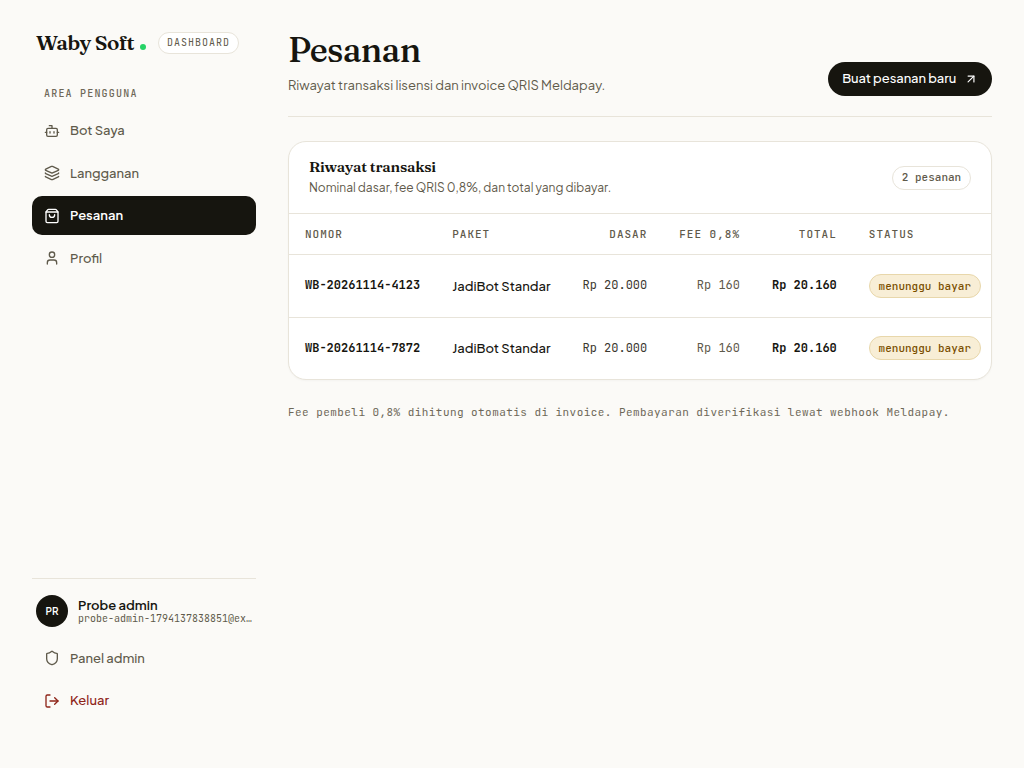 Waby Soft
DASHBOARD
AREA PENGGUNA
Bot Saya
Langganan
Pesanan
Profil
Probe admin
probe-admin-1794137838851@ex…
Panel admin
Keluar
Pesanan
Riwayat transaksi lisensi dan invoice QRIS Meldapay.
Buat pesanan baru
Riwayat transaksi
Nominal dasar, fee QRIS 0,8%, dan total yang dibayar.
2 pesanan
NOMOR PAKET DASAR FEE 0,8% TOTAL STATUS
WB-20261114-4123 JadiBot Standar Rp 20.000 Rp 160 Rp 20.160 menunggu bayar
WB-20261114-7872 JadiBot Standar Rp 20.000 Rp 160 Rp 20.160 menunggu bayar
Fee pembeli 0,8% dihitung otomatis di invoice. Pembayaran diverifikasi lewat webhook Meldapay.
PR